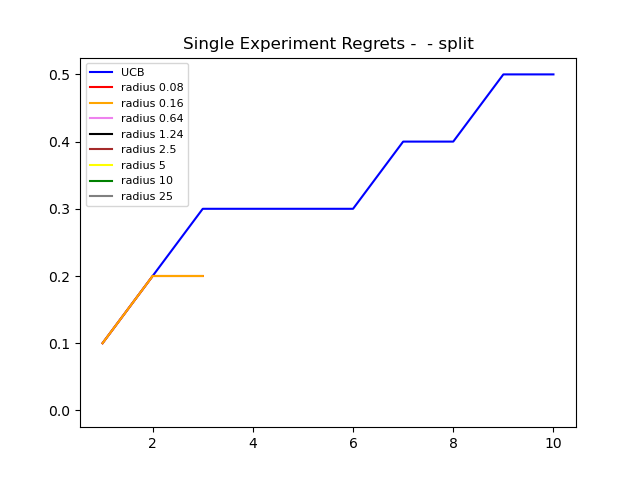 Single Experiment Regrets -  - split
UCB
radius 0.08
radius 0.16
radius 0.64
radius 1.24
radius 2.5
radius 5
radius 10
radius 25
0.5
0.4
0.3
0.2
0.1
0.0
2 4 6 8 10